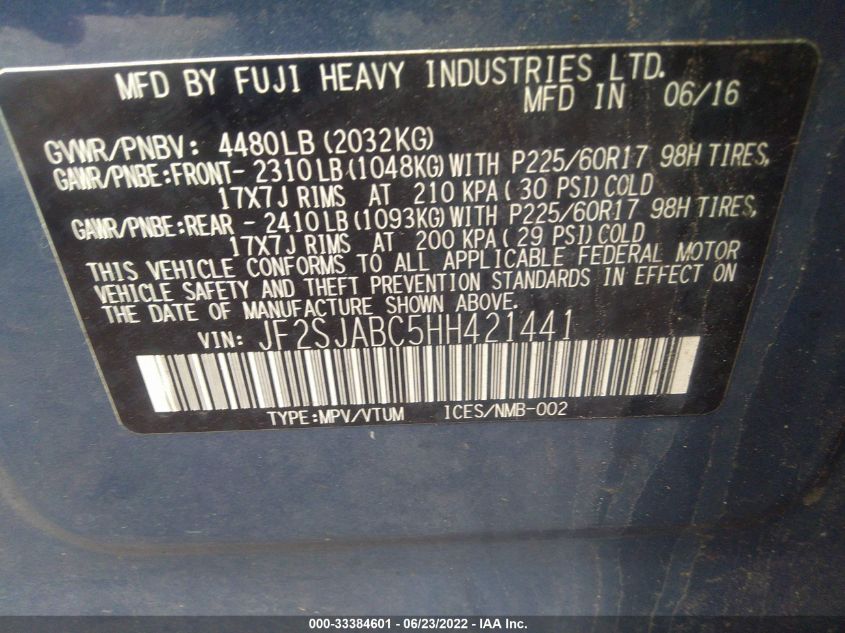 MFD BY FUJI HEAVY INDUSTRIES LTD.
MFD IN 06/16
GVWR/PNBV: 4480LB (2032KG)
GAWR/PNBE:FRONT- 2310LB (1048KG) WITH P225/60R17 98H TIRES,
17X7J RIMS AT 210 KPA ( 30 PSI) COLD
GAWR/PNBE:REAR - 2410LB (1093KG) WITH P225/60R17 98H TIRES,
17X7J RIMS AT 200 KPA ( 29 PSI) COLD
THIS VEHICLE CONFORMS TO ALL APPLICABLE FEDERAL MOTOR
VEHICLE SAFETY AND THEFT PREVENTION STANDARDS IN EFFECT ON
THE DATE OF MANUFACTURE SHOWN ABOVE.
VIN: JF2SJABC5HH421441
TYPE:MPV/VTUM ICES/NMB-002
000-33384601 - 06/23/2022 - IAA Inc.